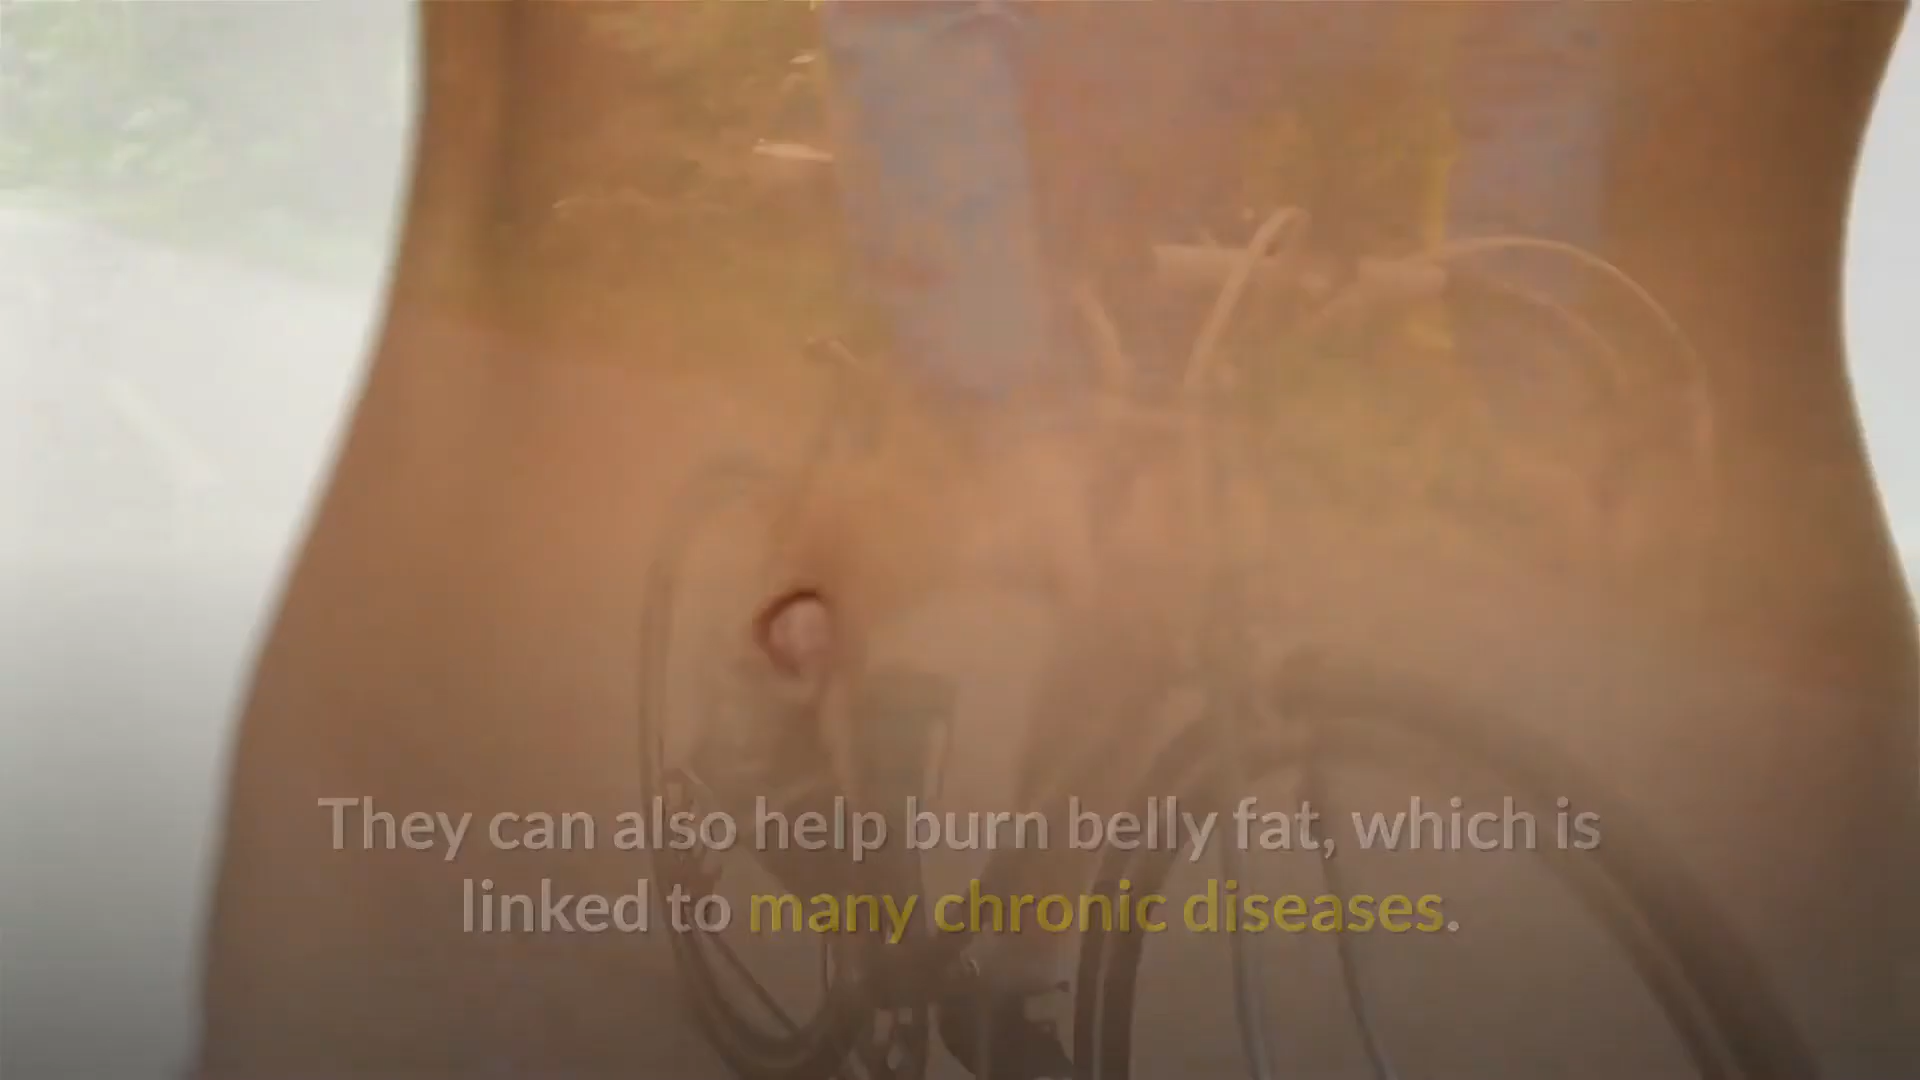 They can also help burn belly fat, which is
linked to many chronic diseases.